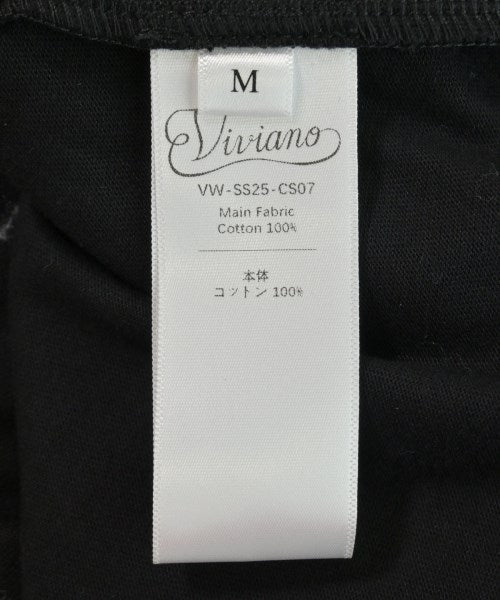 M
Viviano
VW-SS25-CS07
Main Fabric
Cotton 100%
本体
コットン 100%